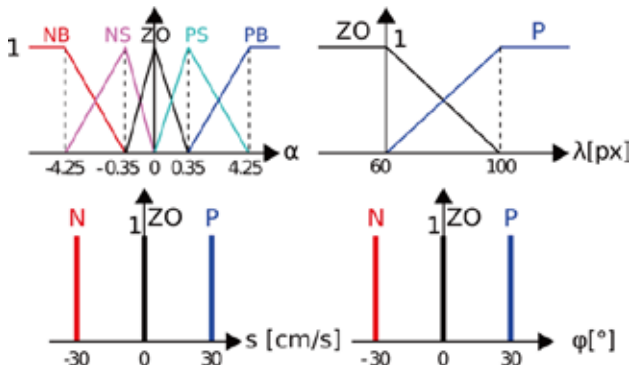 NB NS ZO PS PB
1
-4.25 -0.35 0 0.35 4.25 α
ZO 1 P
60 100 λ[px]
N 1 ZO P
-30 0 30 s [cm/s]
N 1 ZO P
-30 0 30 φ[°]